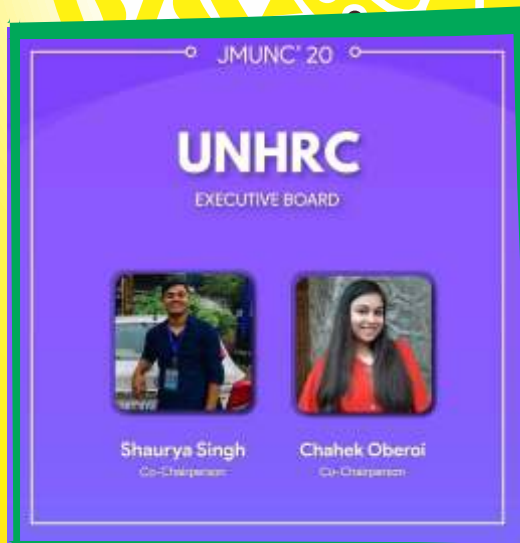 JMUNC' 20
UNHRC
EXECUTIVE BOARD
Shaurya Singh
Chahek Oberoi
Co-Chairperson
Co-Chairperson